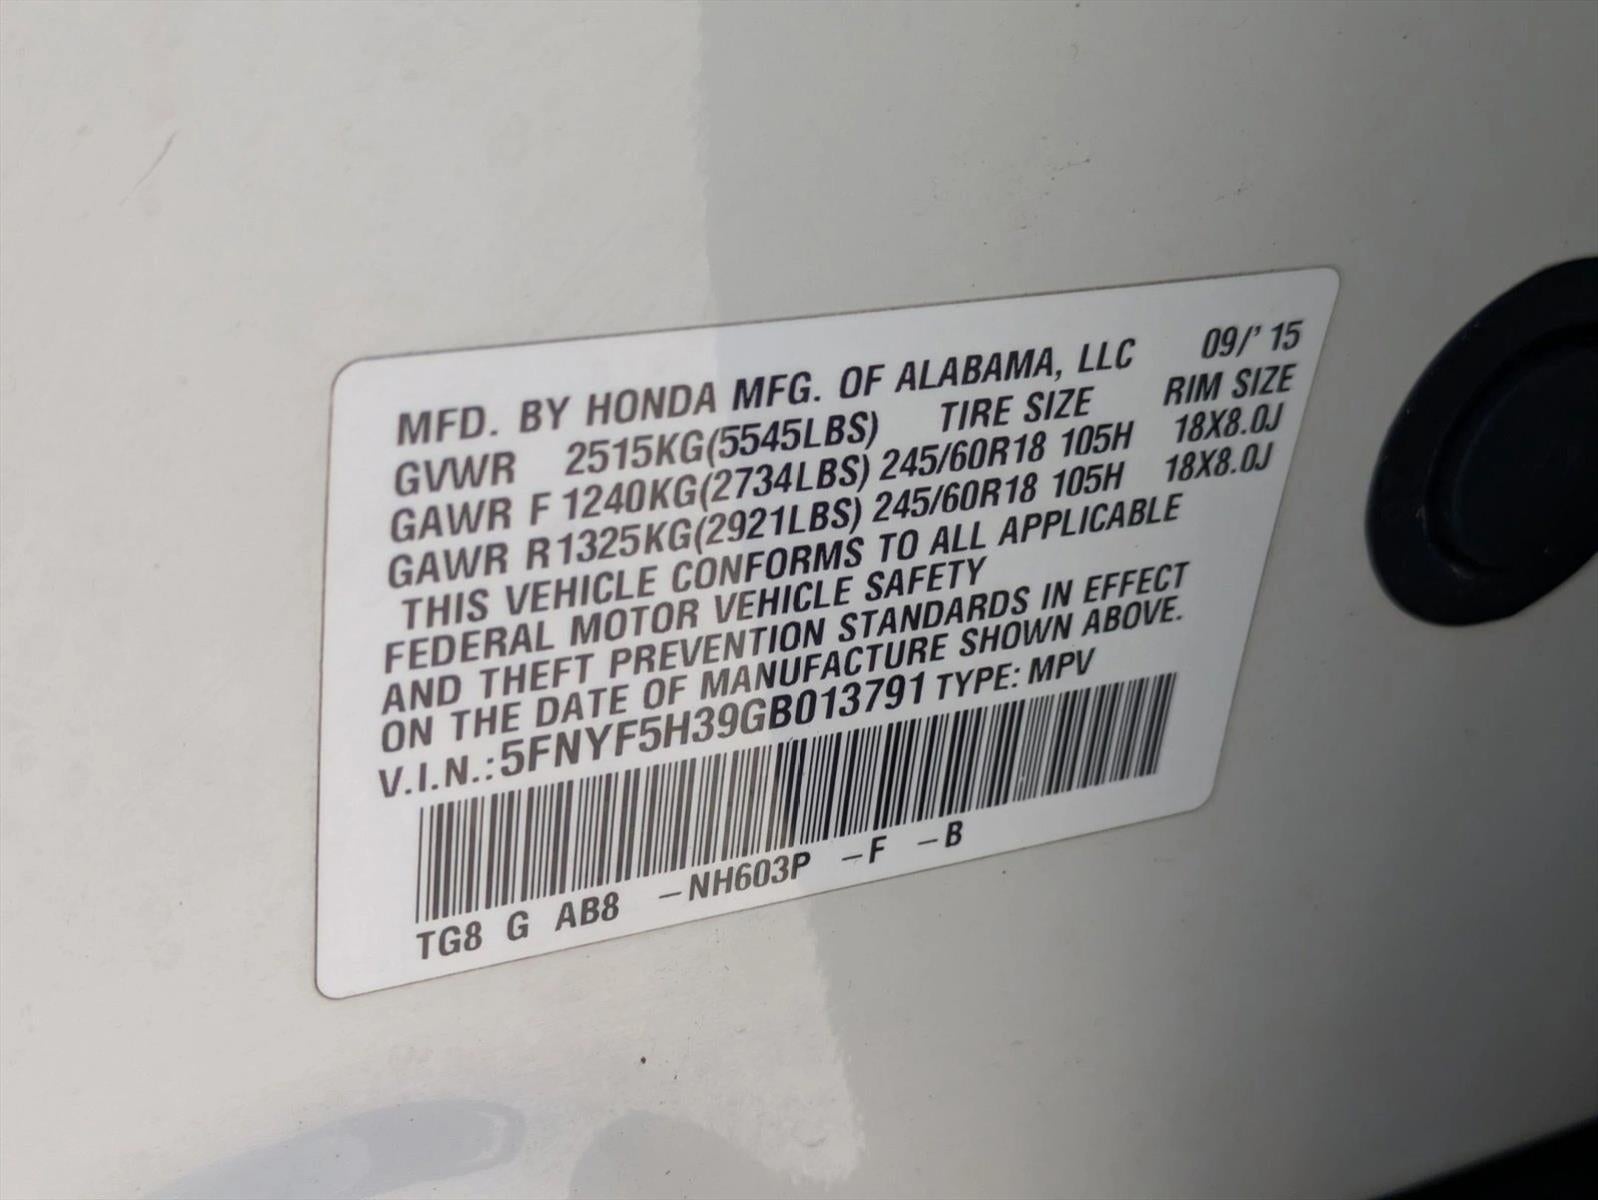 MFD. BY HONDA MFG. OF ALABAMA, LLC 09/'15
GVWR 2515KG(5545LBS) TIRE SIZE RIM SIZE
GAWR F 1240KG(2734LBS) 245/60R18 105H 18X8.0J
GAWR R 1325KG(2921LBS) 245/60R18 105H 18X8.0J
THIS VEHICLE CONFORMS TO ALL APPLICABLE
FEDERAL MOTOR VEHICLE SAFETY
AND THEFT PREVENTION STANDARDS IN EFFECT
ON THE DATE OF MANUFACTURE SHOWN ABOVE.
V.I.N.: 5FNYF5H39GB013791 TYPE: MPV
TG8 G AB8 –NH603P –F –B